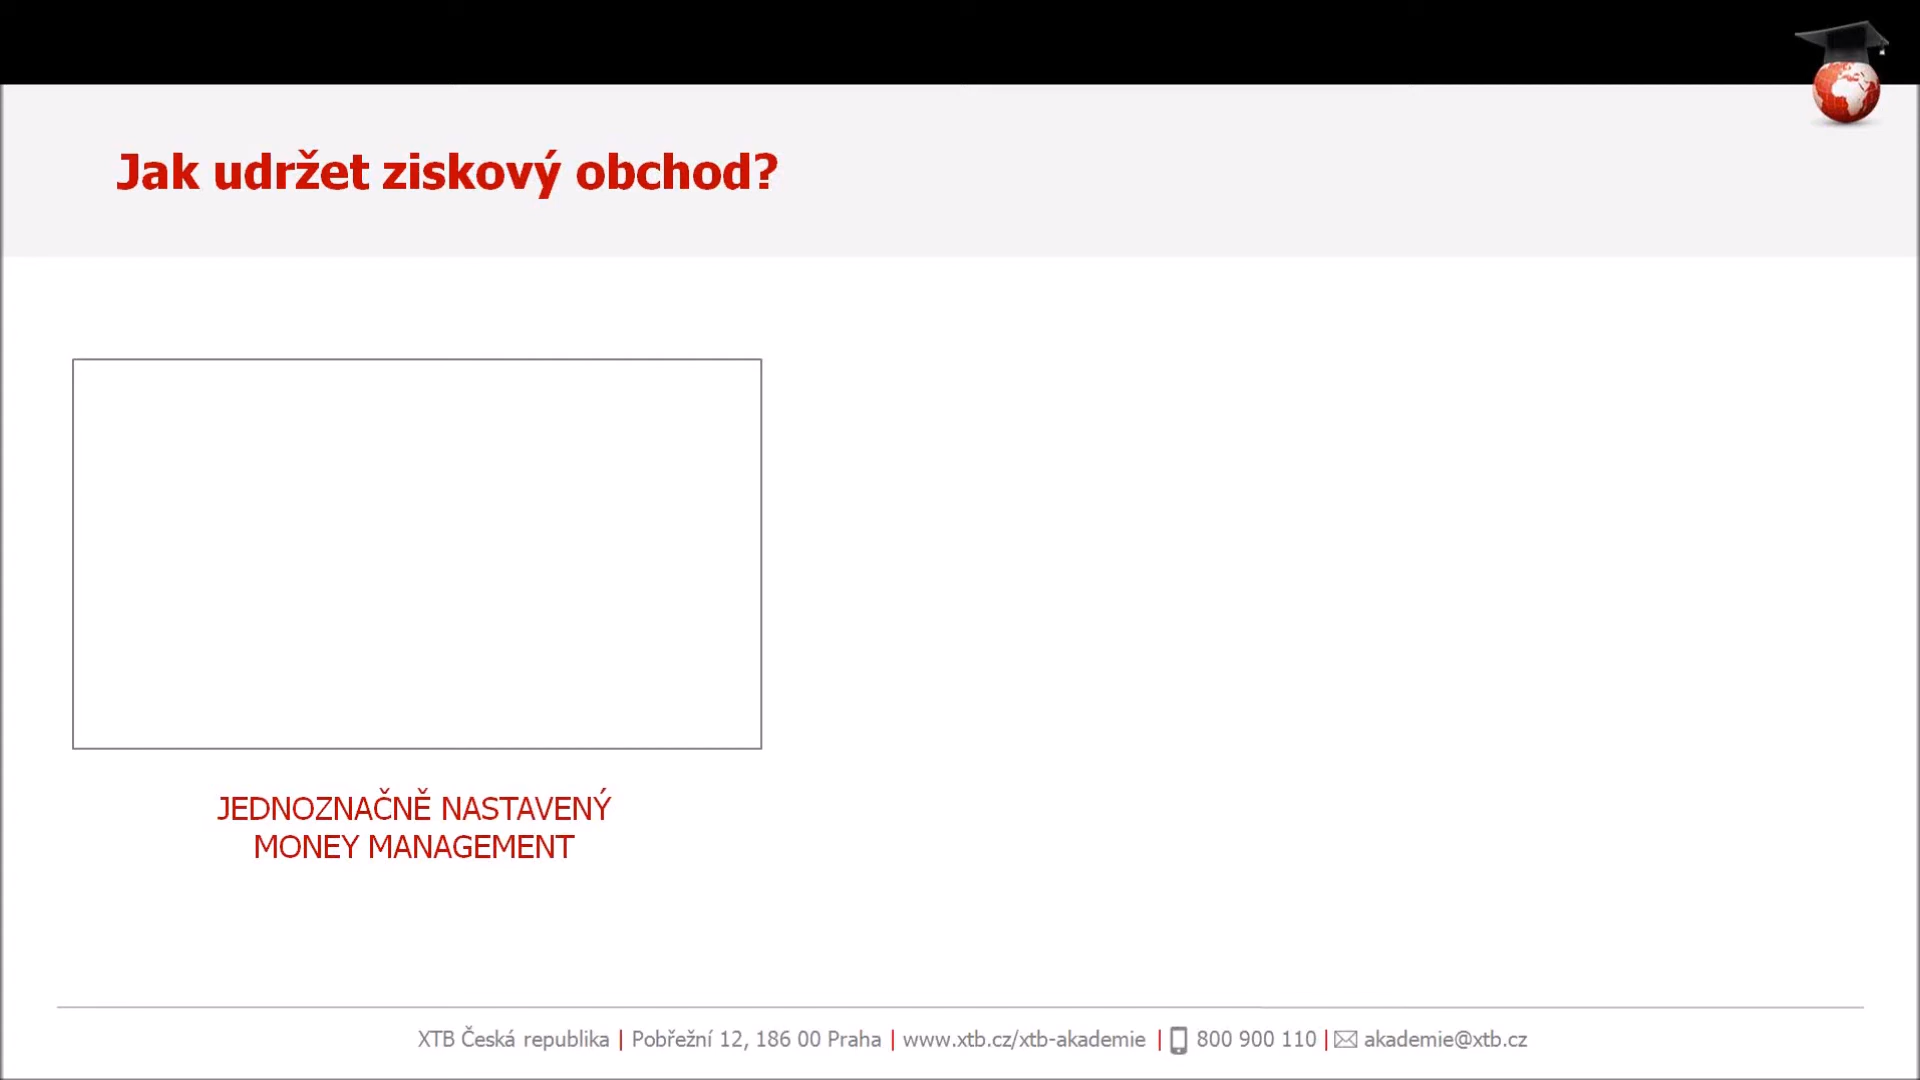 Jak udržet ziskový obchod?
JEDNOZNAČNĚ NASTAVENÝ
MONEY MANAGEMENT
XTB Česká republika | Pobřežní 12, 186 00 Praha | www.xtb.cz/xtb-akademie | 800 900 110 | akademie@xtb.cz